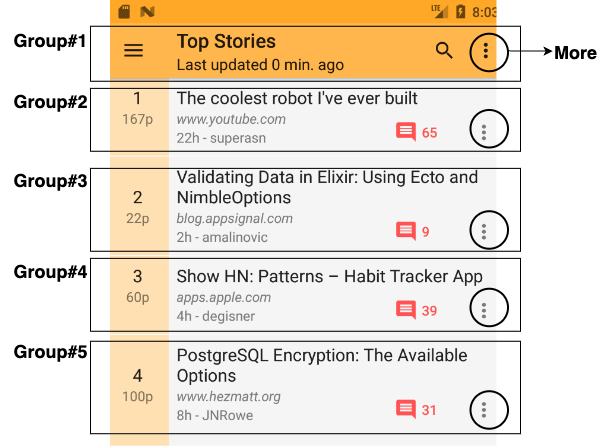 LTE 8:03
Group#1
Top Stories
Last updated 0 min. ago
More
Group#2
1
167p
The coolest robot I've ever built
www.youtube.com
22h - superasn
65
Group#3
2
22p
Validating Data in Elixir: Using Ecto and
NimbleOptions
blog.appsignal.com
2h - amalinovic
9
Group#4
3
60p
Show HN: Patterns – Habit Tracker App
apps.apple.com
4h - degisner
39
Group#5
4
100p
PostgreSQL Encryption: The Available
Options
www.hezmatt.org
8h - JNRowe
31